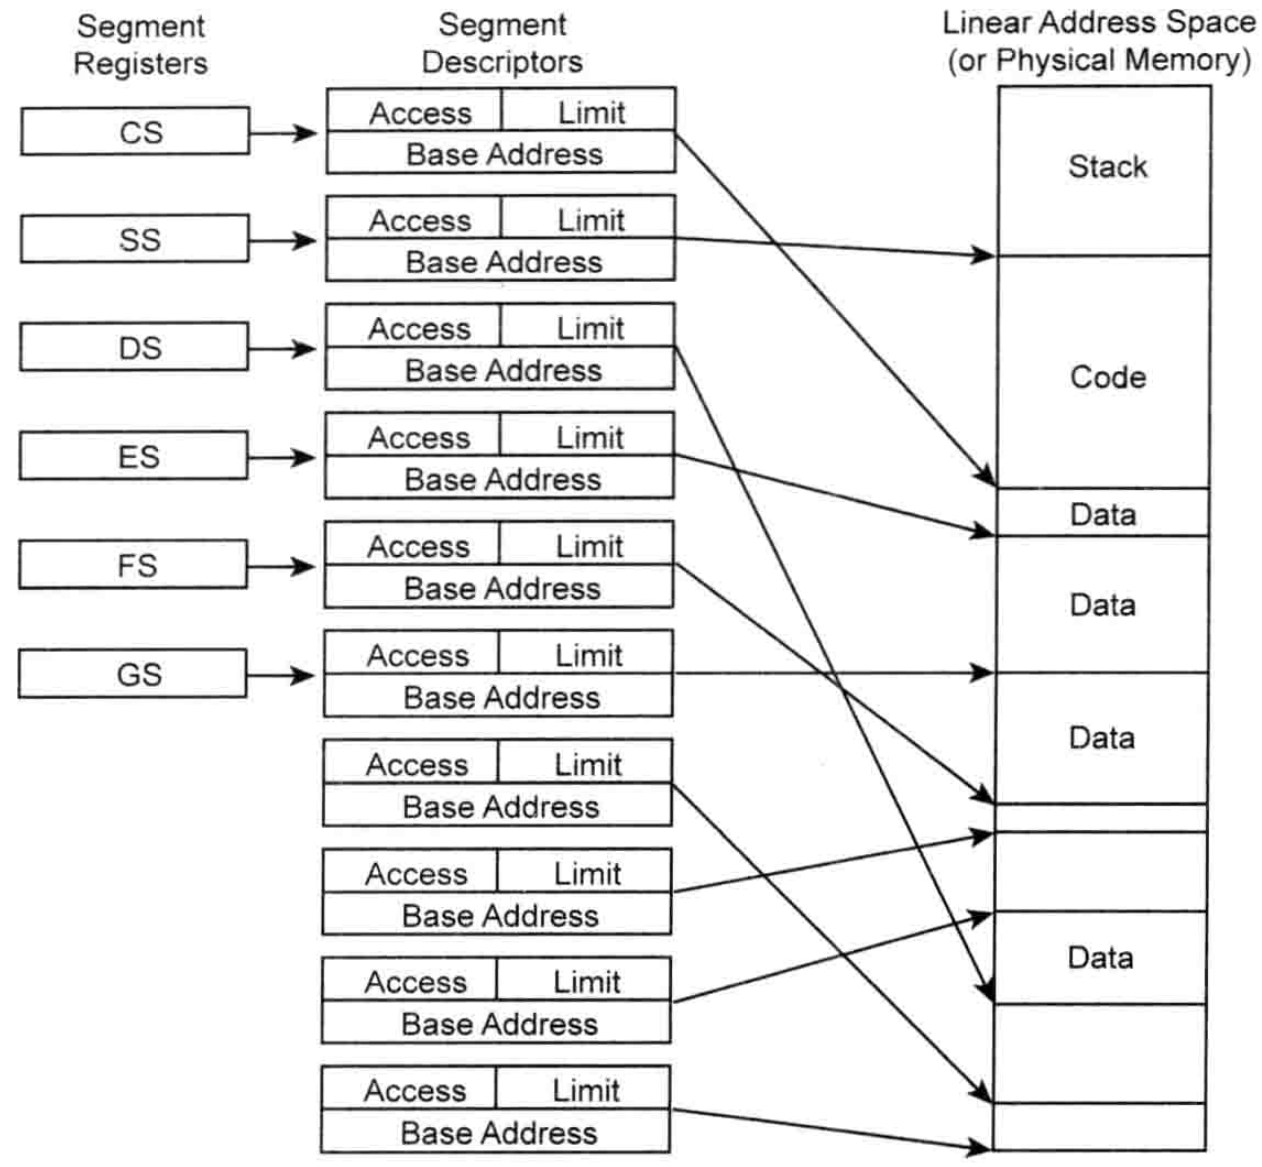 Segment
Registers
Segment
Descriptors
Linear Address Space
(or Physical Memory)
CS
Access
Limit
Base Address
Stack
SS
Access
Limit
Base Address
DS
Access
Limit
Base Address
Code
ES
Access
Limit
Base Address
Data
FS
Access
Limit
Base Address
Data
GS
Access
Limit
Base Address
Data
Access
Limit
Base Address
Access
Limit
Base Address
Access
Limit
Base Address
Data
Access
Limit
Base Address